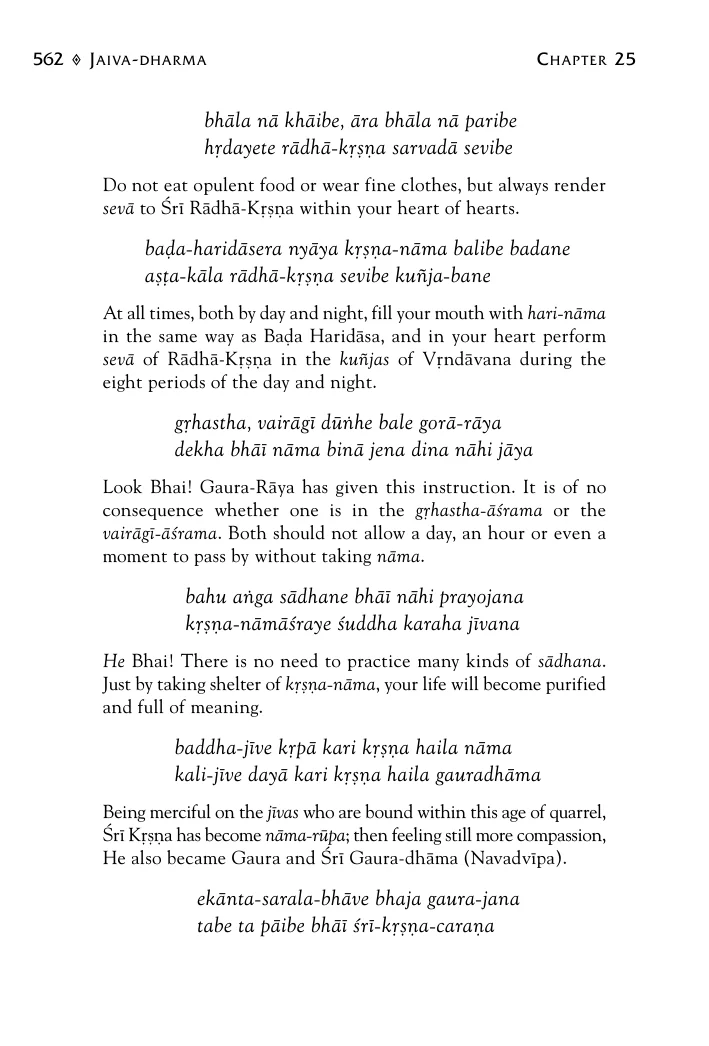 562 ◈ JAIVA-DHARMA CHAPTER 25
bhāla nā khāibe, āra bhāla nā paribe
hṛdayete rādhā-kṛṣṇa sarvadā sevibe
Do not eat opulent food or wear fine clothes, but always render
sevā to Śrī Rādhā-Kṛṣṇa within your heart of hearts.
baḍa-haridāsera nyāya kṛṣṇa-nāma balibe badane
aṣṭa-kāla rādhā-kṛṣṇa sevibe kuñja-bane
At all times, both by day and night, fill your mouth with hari-nāma
in the same way as Baḍa Haridāsa, and in your heart perform
sevā of Rādhā-Kṛṣṇa in the kuñjas of Vṛndāvana during the
eight periods of the day and night.
gṛhastha, vairāgī dūṅhe bale gorā-rāya
dekha bhāī nāma binā jena dina nāhi jāya
Look Bhai! Gaura-Rāya has given this instruction. It is of no
consequence whether one is in the gṛhastha-āśrama or the
vairāgī-āśrama. Both should not allow a day, an hour or even a
moment to pass by without taking nāma.
bahu aṅga sādhane bhāī nāhi prayojana
kṛṣṇa-nāmāśraye śuddha karaha jīvana
He Bhai! There is no need to practice many kinds of sādhana.
Just by taking shelter of kṛṣṇa-nāma, your life will become purified
and full of meaning.
baddha-jīve kṛpā kari kṛṣṇa haila nāma
kali-jīve dayā kari kṛṣṇa haila gauradhāma
Being merciful on the jīvas who are bound within this age of quarrel,
Śrī Kṛṣṇa has become nāma-rūpa; then feeling still more compassion,
He also became Gaura and Śrī Gaura-dhāma (Navadvīpa).
ekānta-sarala-bhāve bhaja gaura-jana
tabe ta pāibe bhāī śrī-kṛṣṇa-caraṇa